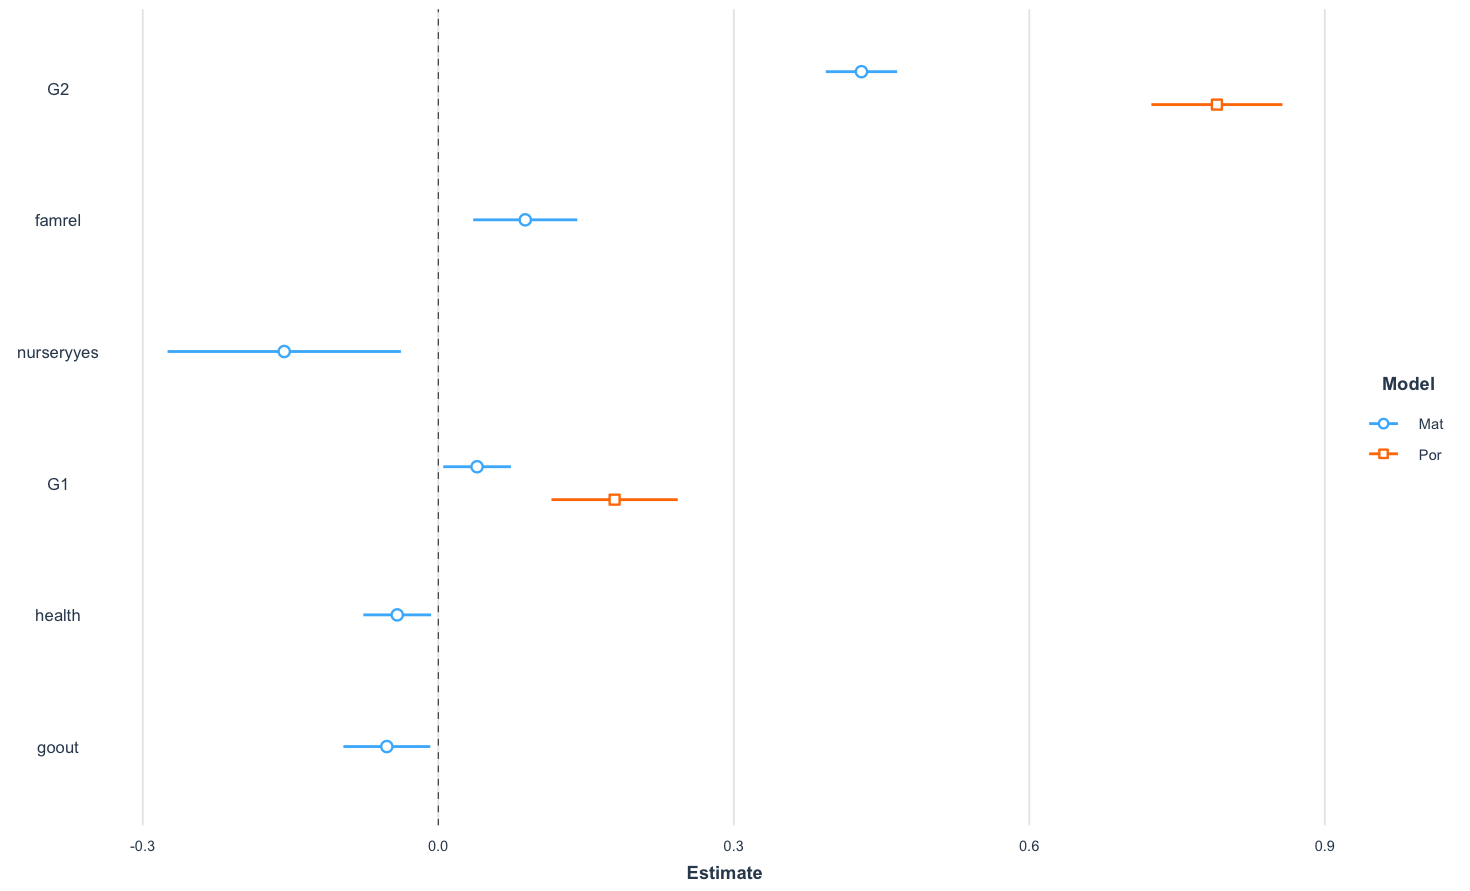 G2
famrel
nurseryyes
G1
health
goout
-0.3
0.0
0.3
0.6
0.9
Estimate
Model
Mat
Por